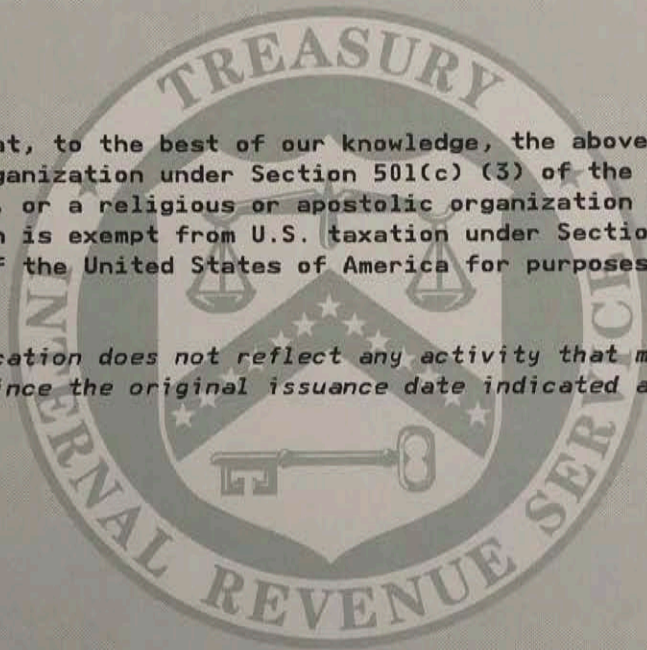 TREASURY
at, to the best of our knowledge, the above
ganization under Section 501(c) (3) of the
or a religious or apostolic organization
is exempt from U.S. taxation under Sectio
f the United States of America for purposes
cation does not reflect any activity that m
ince the original issuance date indicated a
INTERNAL REVENUE SERVICE